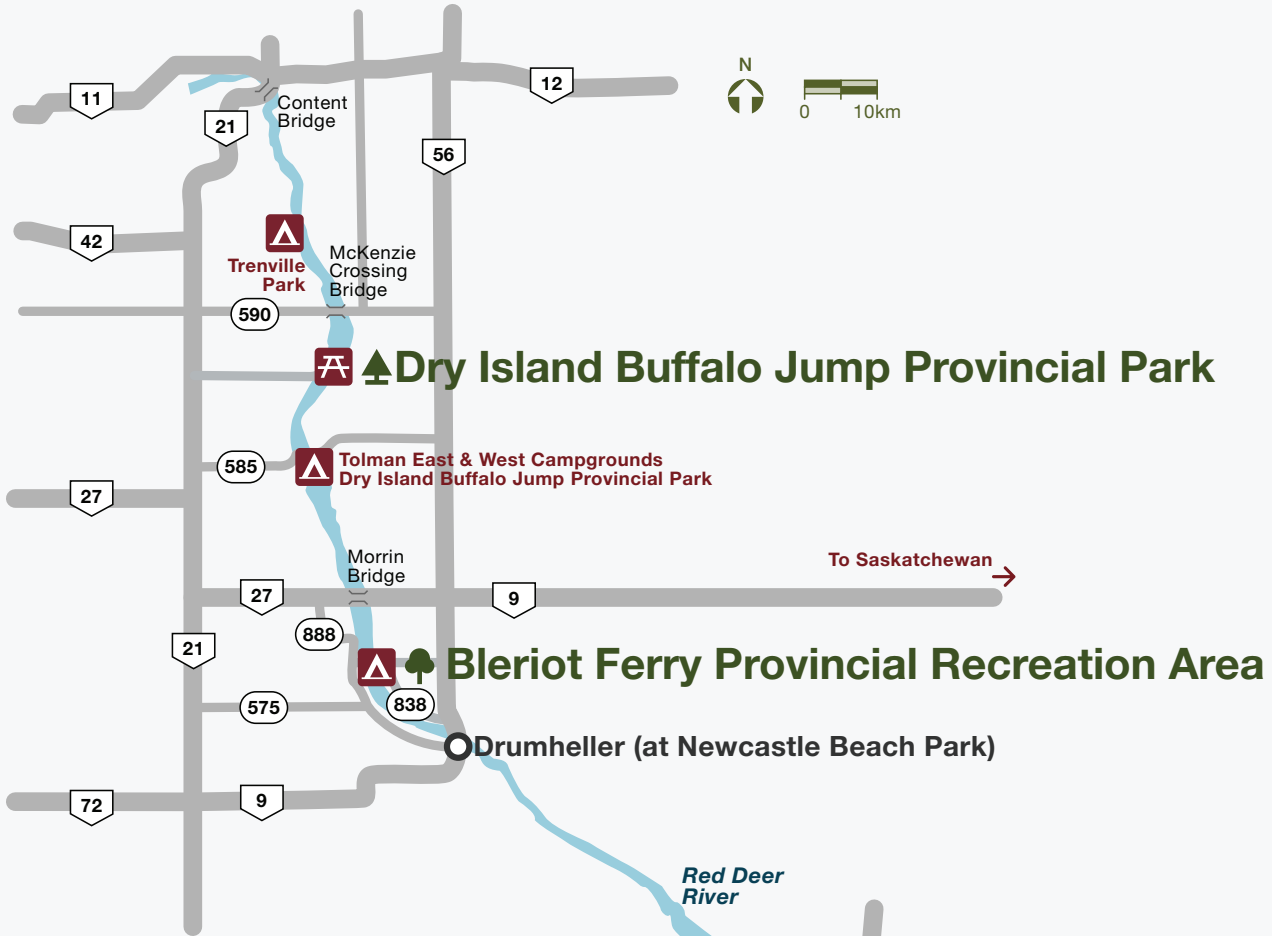 N
0 10km
11
12
Content
Bridge
21
56
42
McKenzie
Crossing
Bridge
Trenville
Park
590
Dry Island Buffalo Jump Provincial Park
585
Tolman East & West Campgrounds
Dry Island Buffalo Jump Provincial Park
27
Morrin
Bridge
To Saskatchewan
27
9
888
21
Bleriot Ferry Provincial Recreation Area
575
838
Drumheller (at Newcastle Beach Park)
72
9
Red Deer
River